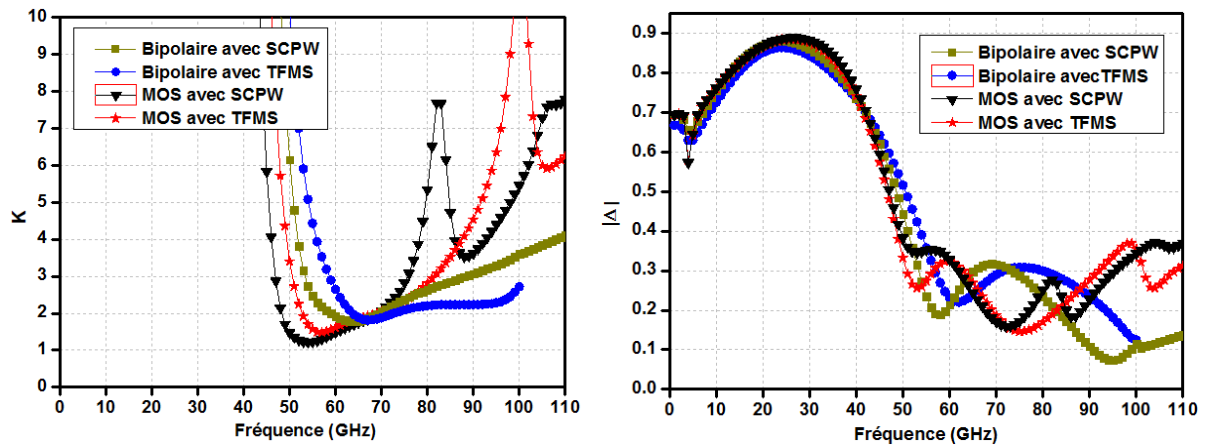 10
9
8
7
6
5
4
3
2
1
0
K
Bipolaire avec SCPW
Bipolaire avec TFMS
MOS avec SCPW
MOS avec TFMS
0 10 20 30 40 50 60 70 80 90 100 110
Fréquence (GHz)
0.9
0.8
0.7
0.6
0.5
0.4
0.3
0.2
0.1
0.0
|Δ|
Bipolaire avec SCPW
Bipolaire avecTFMS
MOS avec SCPW
MOS avec TFMS
0 10 20 30 40 50 60 70 80 90 100 110
Fréquence (GHz)